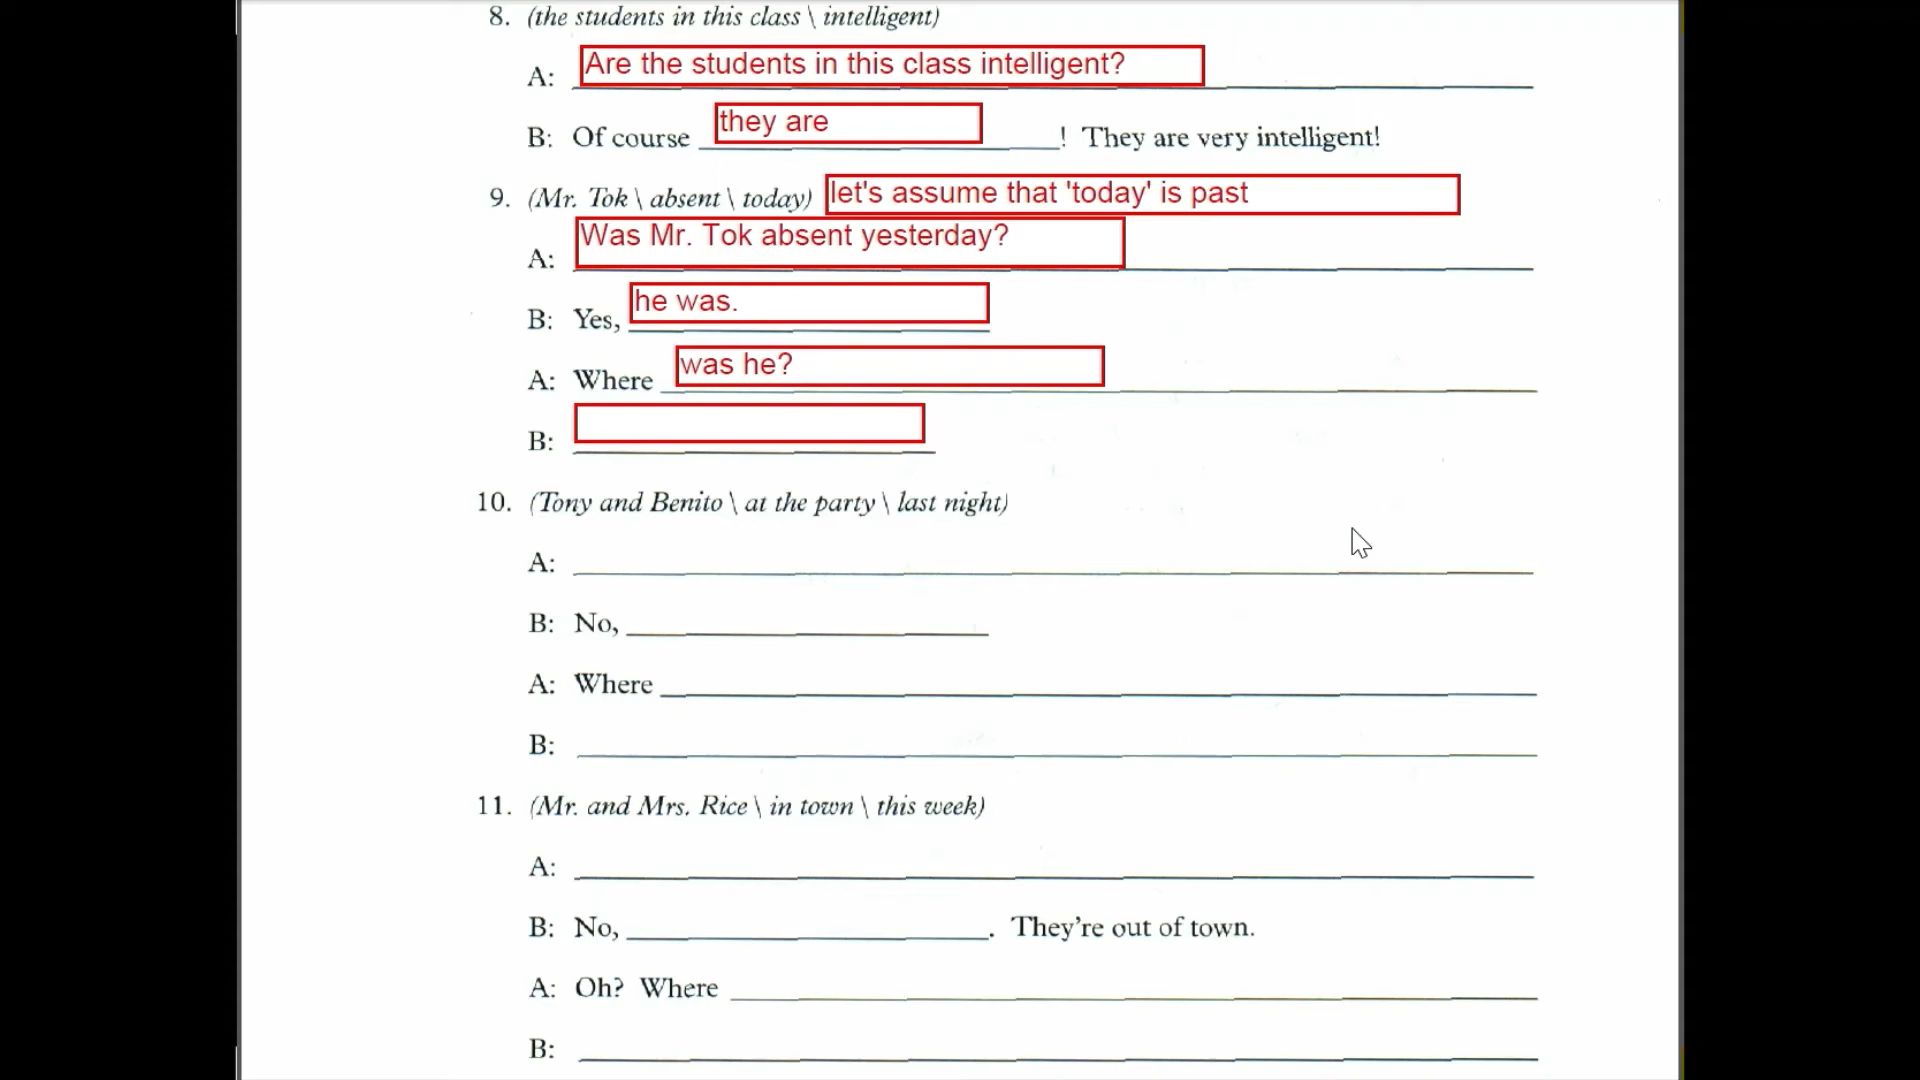 8. (the students in this class \ intelligent)
A: Are the students in this class intelligent?
B: Of course they are ! They are very intelligent!
9. (Mr. Tok \ absent \ today) let's assume that 'today' is past
A: Was Mr. Tok absent yesterday?
B: Yes, he was.
A: Where was he?
B:
10. (Tony and Benito \ at the party \ last night)
A:
B: No,
A: Where
B:
11. (Mr. and Mrs. Rice \ in town \ this week)
A:
B: No, . They're out of town.
A: Oh? Where
B: